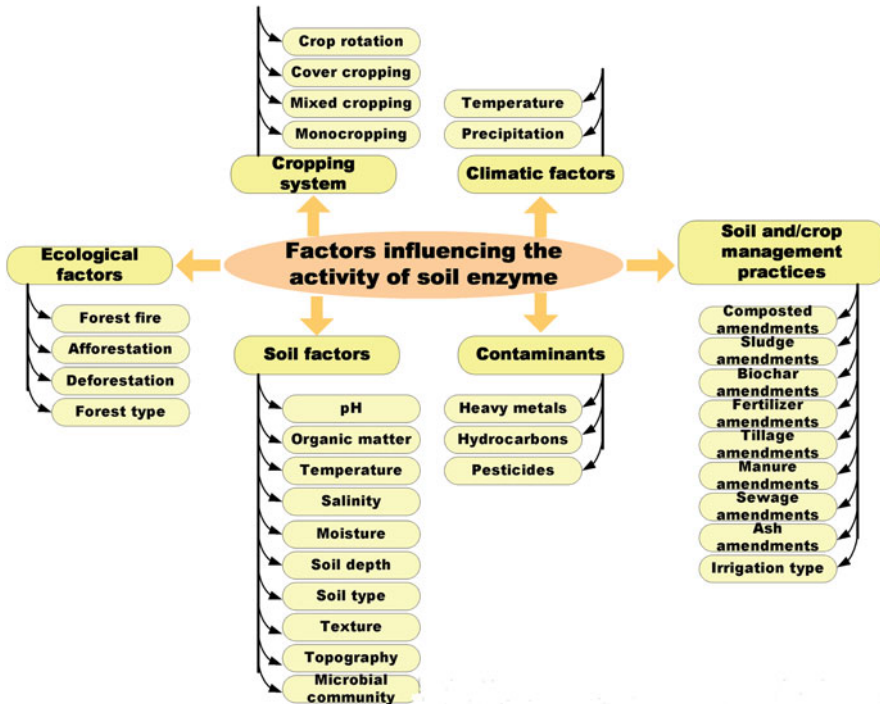 Crop rotation
Cover cropping
Mixed cropping
Monocropping
Cropping
system
Temperature
Precipitation
Climatic factors
Factors influencing the
activity of soil enzyme
Soil and/crop
management
practices
Composted
amendments
Sludge
amendments
Biochar
amendments
Fertilizer
amendments
Tillage
amendments
Manure
amendments
Sewage
amendments
Ash
amendments
Irrigation type
Ecological
factors
Forest fire
Afforestation
Deforestation
Forest type
Soil factors
pH
Organic matter
Temperature
Salinity
Moisture
Soil depth
Soil type
Texture
Topography
Microbial
community
Contaminants
Heavy metals
Hydrocarbons
Pesticides